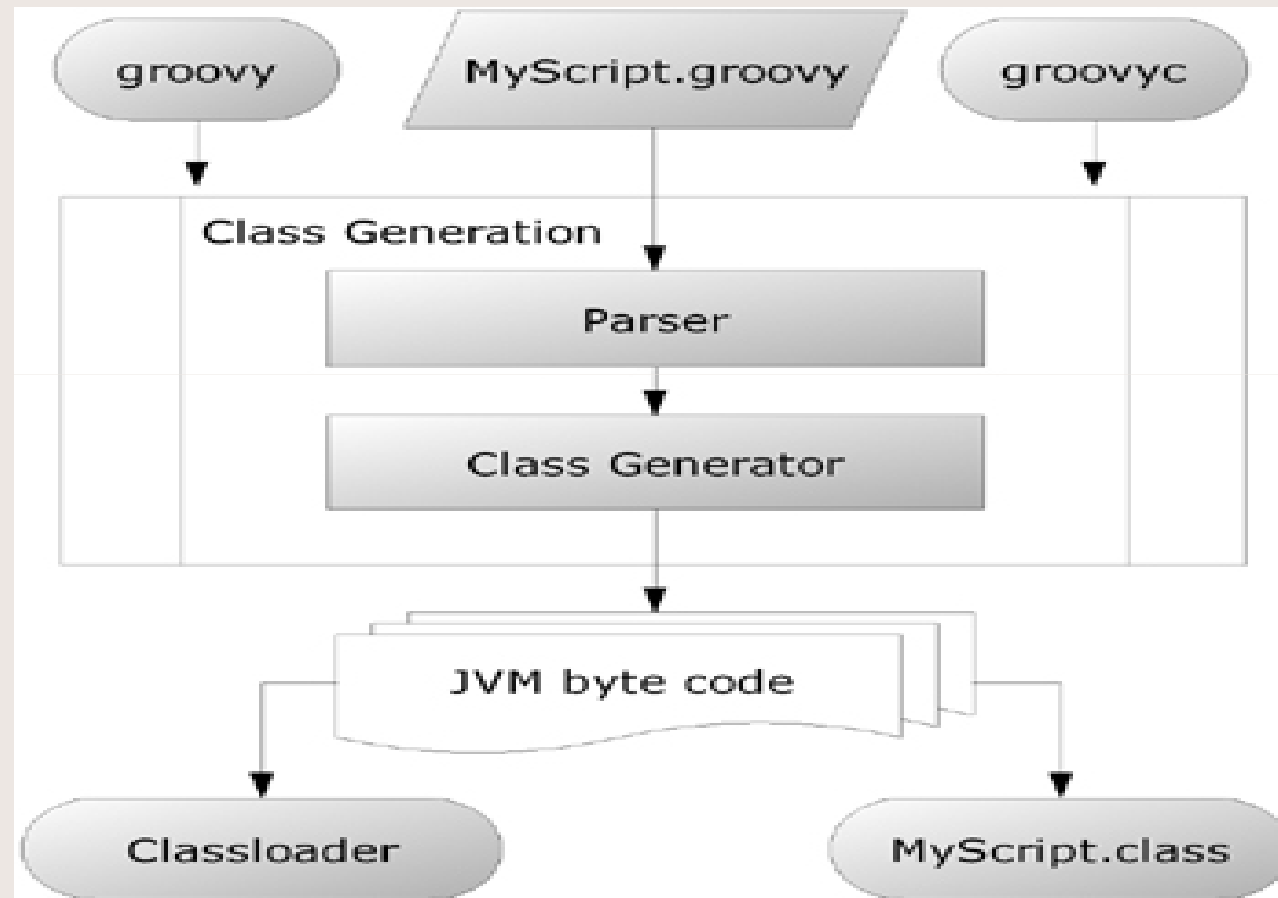 groovy
MyScript.groovy
groovyc
Class Generation
Parser
Class Generator
JVM byte code
Classloader
MyScript.class